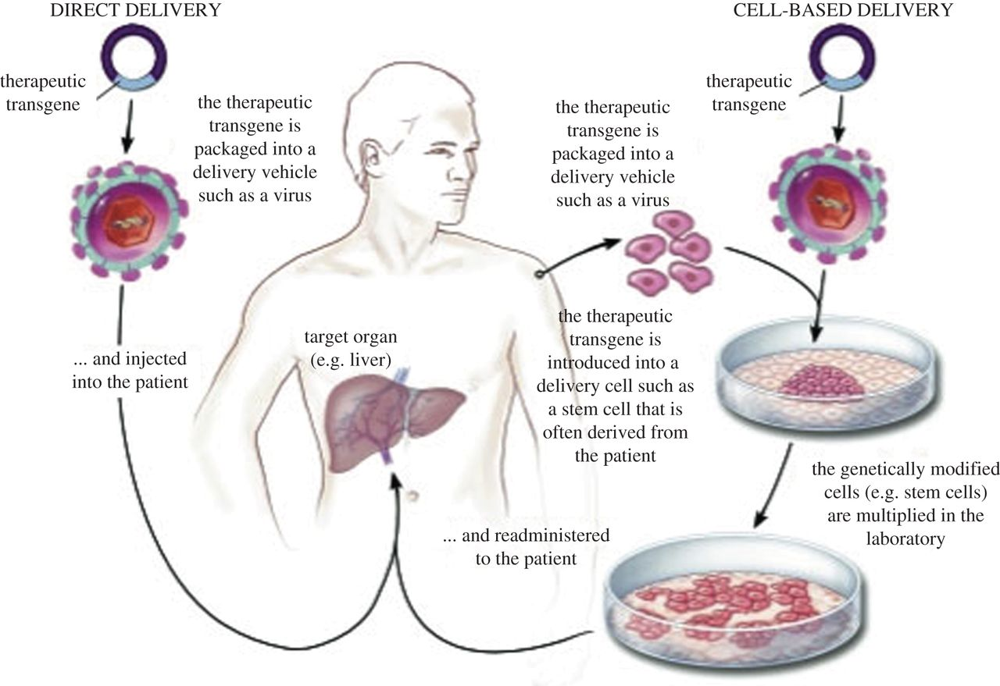 DIRECT DELIVERY
therapeutic
transgene
the therapeutic
transgene is
packaged into a
delivery vehicle
such as a virus
... and injected
into the patient
target organ
(e.g. liver)
CELL-BASED DELIVERY
therapeutic
transgene
the therapeutic
transgene is
packaged into a
delivery vehicle
such as a virus
the therapeutic
transgene is
introduced into a
delivery cell such as
a stem cell that is
often derived from
the patient
the genetically modified
cells (e.g. stem cells)
are multiplied in the
laboratory
... and readministered
to the patient